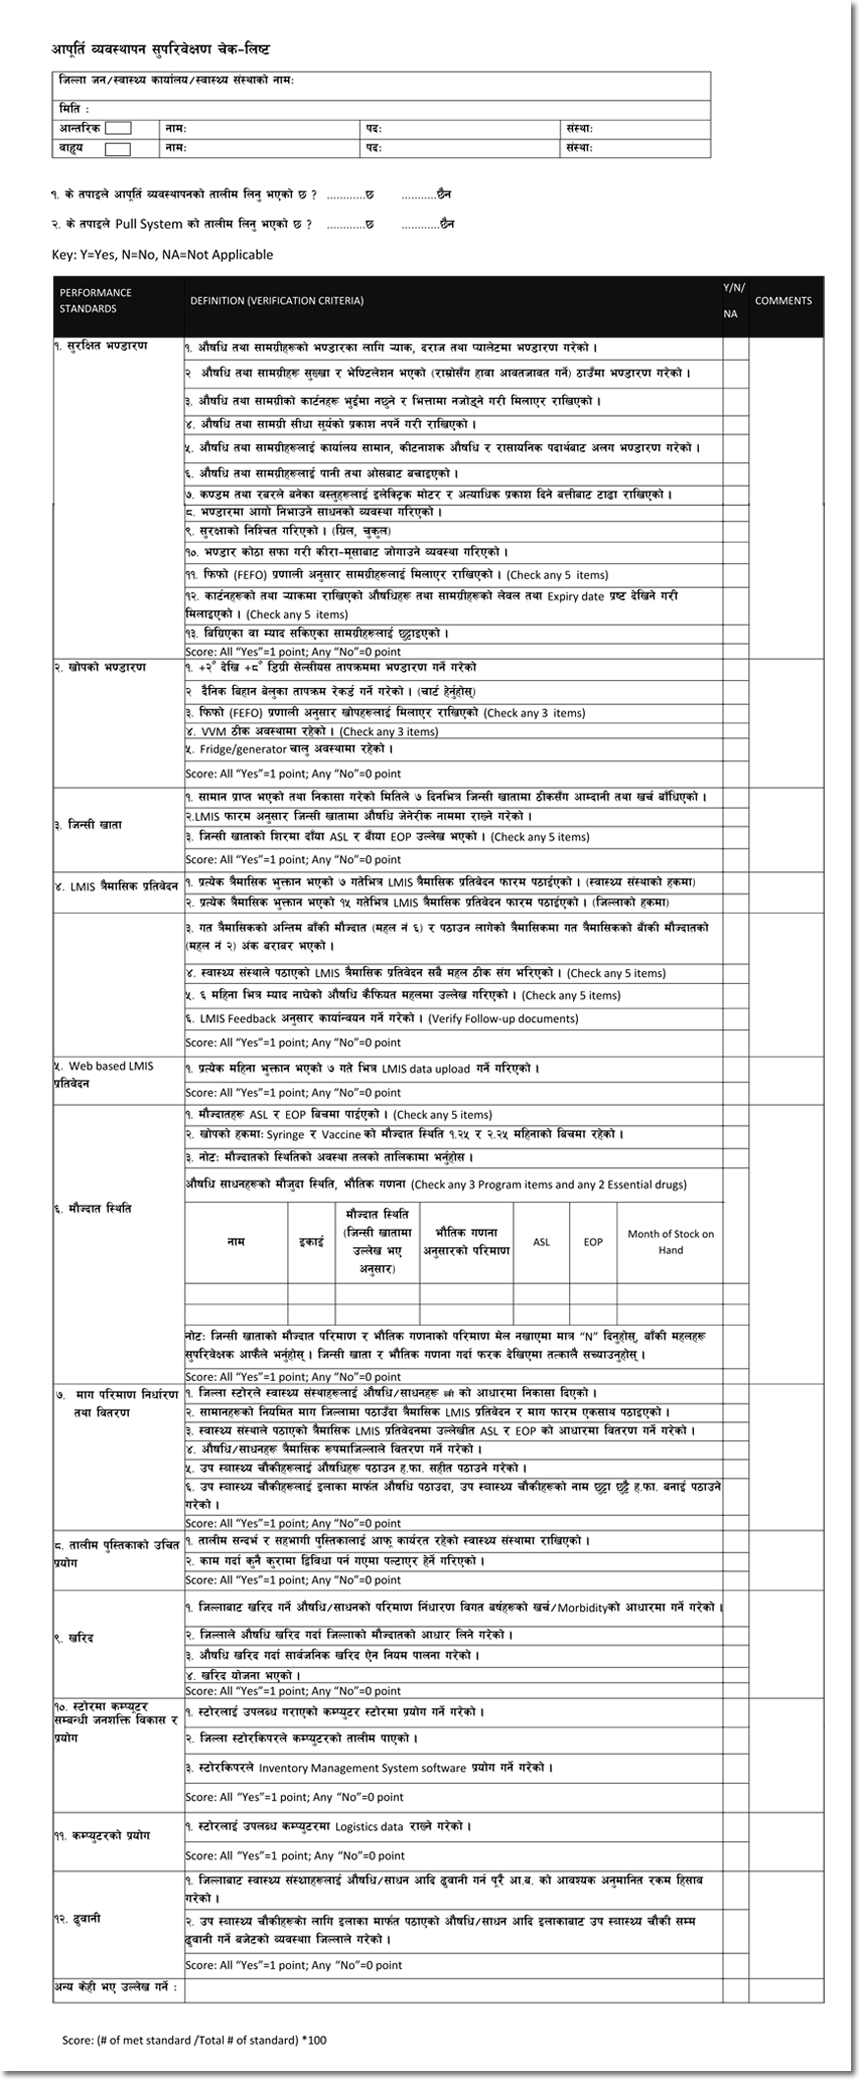 आपूर्ति व्यवस्थापन सुपरिवेक्षण चेक-लिष्ट
जिल्ला जन/स्वास्थ्य कार्यालय/स्वास्थ्य संस्थाको नाम:
मिति :
आन्तरिक नाम: पद: संस्था:
वाह्य नाम: पद: संस्था:
१. के तपाइले आपूर्ति व्यवस्थापनको तालीम लिनु भएको छ ? ............छ ...........छैन
२. के तपाइले Pull System को तालीम लिनु भएको छ ? ............छ ............छैन
Key: Y=Yes, N=No, NA=Not Applicable
PERFORMANCE STANDARDS
DEFINITION (VERIFICATION CRITERIA)
Y/N/
NA
COMMENTS
१. सुरक्षित भण्डारण
१. औषधि तथा सामग्रीहरूको भण्डारका लागि र्‍याक, दराज तथा प्यालेटमा भण्डारण गरेको ।
२ औषधि तथा सामग्रीहरू सुख्खा र भेण्टिलेशन भएको (राम्रोसँग हावा आवतजावत गर्ने) ठाउँमा भण्डारण गरेको ।
३. औषधि तथा सामग्रीको कार्टनहरू भुइँमा नछुने र भित्तामा नजोड्ने गरी मिलाएर राखिएको ।
४. औषधि तथा सामग्री सीधा सूर्यको प्रकाश नपर्ने गरी राखिएको ।
५. औषधि तथा सामग्रीहरूलाई कार्यालय सामान, कीटनाशक औषधि र रासायनिक पदार्थबाट अलग भण्डारण गरेको ।
६. औषधि तथा सामग्रीहरूलाई पानी तथा ओसबाट बचाइएको ।
७. कण्डम तथा रबरले बनेका वस्तुहरूलाई इलेक्ट्रिक मोटर र अत्याधिक प्रकाश दिने बत्तीबाट टाढा राखिएको ।
८. भण्डारमा आगो निभाउने साधनको व्यवस्था गरिएको ।
९. सुरक्षाको निश्चित गरिएको । (ग्रिल, चुकुल)
१०. भण्डार कोठा सफा गरी कीरा-मूसाबाट जोगाउने व्यवस्था गरिएको ।
११. फिफो (FEFO) प्रणाली अनुसार सामग्रीहरूलाई मिलाएर राखिएको । (Check any 5 items)
१२. कार्टनहरूको तथा र्‍याकमा राखिएको औषधिहरू तथा सामग्रीहरूको लेवल तथा Expiry date प्रष्ट देखिने गरी
मिलाइएको । (Check any 5 items)
१३. बिग्रिएका वा म्याद सकिएका सामग्रीहरूलाई छुट्टाइएको ।
Score: All "Yes"=1 point; Any "No"=0 point
२. खोपको भण्डारण
१. +२° देखि +८° डिग्री सेल्सीयस तापक्रममा भण्डारण गर्ने गरेको
२ दैनिक बिहान बेलुका तापक्रम रेकर्ड गर्ने गरेको । (चार्ट हेर्नुहोस्)
३. फिफो (FEFO) प्रणाली अनुसार खोपहरूलाई मिलाएर राखिएको (Check any 3 items)
४. VVM ठीक अवस्थामा रहेको । (Check any 3 items)
५. Fridge/generator चालु अवस्थामा रहेको ।
Score: All "Yes"=1 point; Any "No"=0 point
३. जिन्सी खाता
१. सामान प्राप्त भएको तथा निकासा गरेको मितिले ७ दिनभित्र जिन्सी खातामा ठीकसँग आम्दानी तथा खर्च बाँधिएको ।
२.LMIS फारम अनुसार जिन्सी खातामा औषधि जेनेरीक नाममा राख्ने गरेको ।
३. जिन्सी खाताको शिरमा दाँया ASL र बाँया EOP उल्लेख भएको । (Check any 5 items)
Score: All "Yes"=1 point; Any "No"=0 point
४. LMIS त्रैमासिक प्रतिवेदन
१. प्रत्येक त्रैमासिक भुक्तान भएको ७ गतेभित्र LMIS त्रैमासिक प्रतिवेदन फारम पठाईएको । (स्वास्थ्य संस्थाको हकमा)
२. प्रत्येक त्रैमासिक भुक्तान भएको १५ गतेभित्र LMIS त्रैमासिक प्रतिवेदन फारम पठाईएको । (जिल्लाको हकमा)
३. गत त्रैमासिकको अन्तिम बाँकी मौज्दात (महल नं ६) र पठाउन लागेको त्रैमासिकमा गत त्रैमासिकको बाँकी मौज्दातको
(महल नं २) अंक बराबर भएको ।
४. स्वास्थ्य संस्थाले पठाएको LMIS त्रैमासिक प्रतिवेदन सबै महल ठीक संग भरिएको । (Check any 5 items)
५. ६ महिना भित्र म्याद नाघेको औषधि कैफियत महलमा उल्लेख गरिएको । (Check any 5 items)
६. LMIS Feedback अनुसार कार्यान्वयन गर्ने गरेको । (Verify Follow-up documents)
Score: All "Yes"=1 point; Any "No"=0 point
५. Web based LMIS
प्रतिवेदन
१. प्रत्येक महिना भुक्तान भएको ७ गते भित्र LMIS data upload गर्ने गरिएको ।
Score: All "Yes"=1 point; Any "No"=0 point
६. मौज्दात स्थिति
१. मौज्दातहरू ASL र EOP बिचमा पाईएको । (Check any 5 items)
२. खोपको हकमा: Syringe र Vaccine को मौज्दात स्थिति १.२५ र २.२५ महिनाको बिचमा रहेको ।
३. नोट: मौज्दातको स्थितिको अवस्था तलको तालिकामा भर्नुहोस ।
औषधि साधनहरूको मौजुदा स्थिति, भौतिक गणना (Check any 3 Program items and any 2 Essential drugs)
नाम
इकाई
मौज्दात स्थिति
(जिन्सी खातामा
उल्लेख भए
अनुसार)
भौतिक गणना
अनुसारको परिमाण
ASL
EOP
Month of Stock on
Hand
नोट: जिन्सी खाताको मौज्दात परिमाण र भौतिक गणनाको परिमाण मेल नखाएमा मात्र "N" दिनुहोस्, बाँकी महलहरू
सुपरिवेक्षक आफैले भर्नुहोस् । जिन्सी खाता र भौतिक गणना गर्दा फरक देखिएमा तत्कालै सच्याउनुहोस् ।
Score: All "Yes"=1 point; Any "No"=0 point
७. माग परिमाण निर्धारण
तथा वितरण
१. जिल्ला स्टोरले स्वास्थ्य संस्थाहरूलाई औषधि/साधनहरू को आधारमा निकासा दिएको ।
२. सामानहरूको नियमित माग जिल्लामा पठाउँदा त्रैमासिक LMIS प्रतिवेदन र माग फारम एकसाथ पठाइएको ।
३. स्वास्थ्य संस्थाले पठाएको त्रैमासिक LMIS प्रतिवेदनमा उल्लेखीत ASL र EOP को आधारमा वितरण गर्ने गरेको ।
४. औषधि/साधनहरू त्रैमासिक रूपमाजिल्लाले वितरण गर्ने गरेको ।
५. उप स्वास्थ्य चौकीहरूलाई औषधिहरू पठाउन ह.फा. सहीत पठाउने गरेको ।
६. उप स्वास्थ्य चौकीहरूलाई इलाका मार्फत औषधि पठाउदा, उप स्वास्थ्य चौकीहरूको नाम छुट्टा छुट्टै ह.फा. बनाई पठाउने
गरेको ।
Score: All "Yes"=1 point; Any "No"=0 point
८. तालीम पुस्तिकाको उचित
प्रयोग
१. तालीम सन्दर्भ र सहभागी पुस्तिकालाई आफू कार्यरत रहेको स्वास्थ्य संस्थामा राखिएको ।
२. काम गर्दा कुनै कुरामा द्विविधा पर्न गएमा पल्टाएर हेर्ने गरिएको ।
Score: All "Yes"=1 point; Any "No"=0 point
९. खरिद
१. जिल्लाबाट खरिद गर्ने औषधि/साधनको परिमाण निर्धारण विगत बर्षहरूको खर्च/Morbidityको आधारमा गर्ने गरेको ।
२. जिल्लाले औषधि खरिद गर्दा जिल्लाको मौज्दातको आधार लिने गरेको ।
३. औषधि खरिद गर्दा सार्वजनिक खरिद ऐन नियम पालना गरेको ।
४. खरिद योजना भएको ।
Score: All "Yes"=1 point; Any "No"=0 point
१०. स्टोरमा कम्प्यूटर
सम्बन्धी जनशक्ति विकास र
प्रयोग
१. स्टोरलाई उपलब्ध गराएको कम्प्युटर स्टोरमा प्रयोग गर्ने गरेको ।
२. जिल्ला स्टोरकिपरले कम्प्युटरको तालीम पाएको ।
३. स्टोरकिपरले Inventory Management System software प्रयोग गर्ने गरेको ।
Score: All "Yes"=1 point; Any "No"=0 point
११. कम्प्युटरको प्रयोग
१. स्टोरलाई उपलब्ध कम्प्युटरमा Logistics data राख्ने गरेको ।
Score: All "Yes"=1 point; Any "No"=0 point
१२. ढुवानी
१. जिल्लाबाट स्वास्थ्य संस्थाहरूलाई औषधि/साधन आदि ढुवानी गर्न पूरै आ.ब. को आवश्यक अनुमानित रकम हिसाव
गरेको ।
२. उप स्वास्थ्य चौकीहरूको लागि इलाका मार्फत पठाएको औषधि/साधन आदि इलाकाबाट उप स्वास्थ्य चौकी सम्म
ढुवानी गर्ने बजेटको व्यवस्था जिल्लाले गरेको ।
Score: All "Yes"=1 point; Any "No"=0 point
अन्य केही भए उल्लेख गर्ने :
Score: (# of met standard /Total # of standard) *100